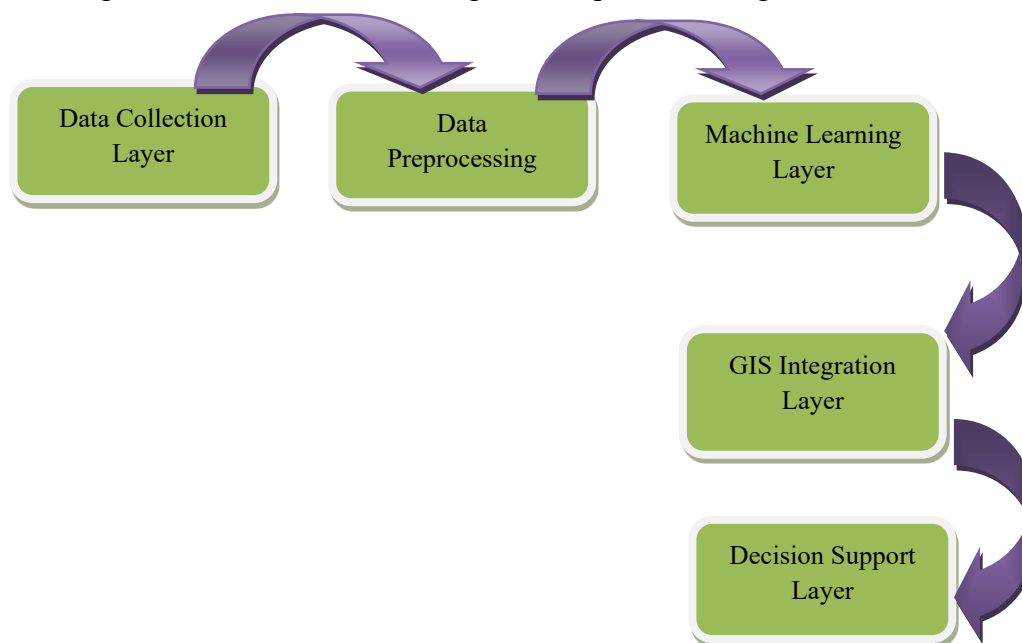 Data Collection
Layer
Data
Preprocessing
Machine Learning
Layer
GIS Integration
Layer
Decision Support
Layer